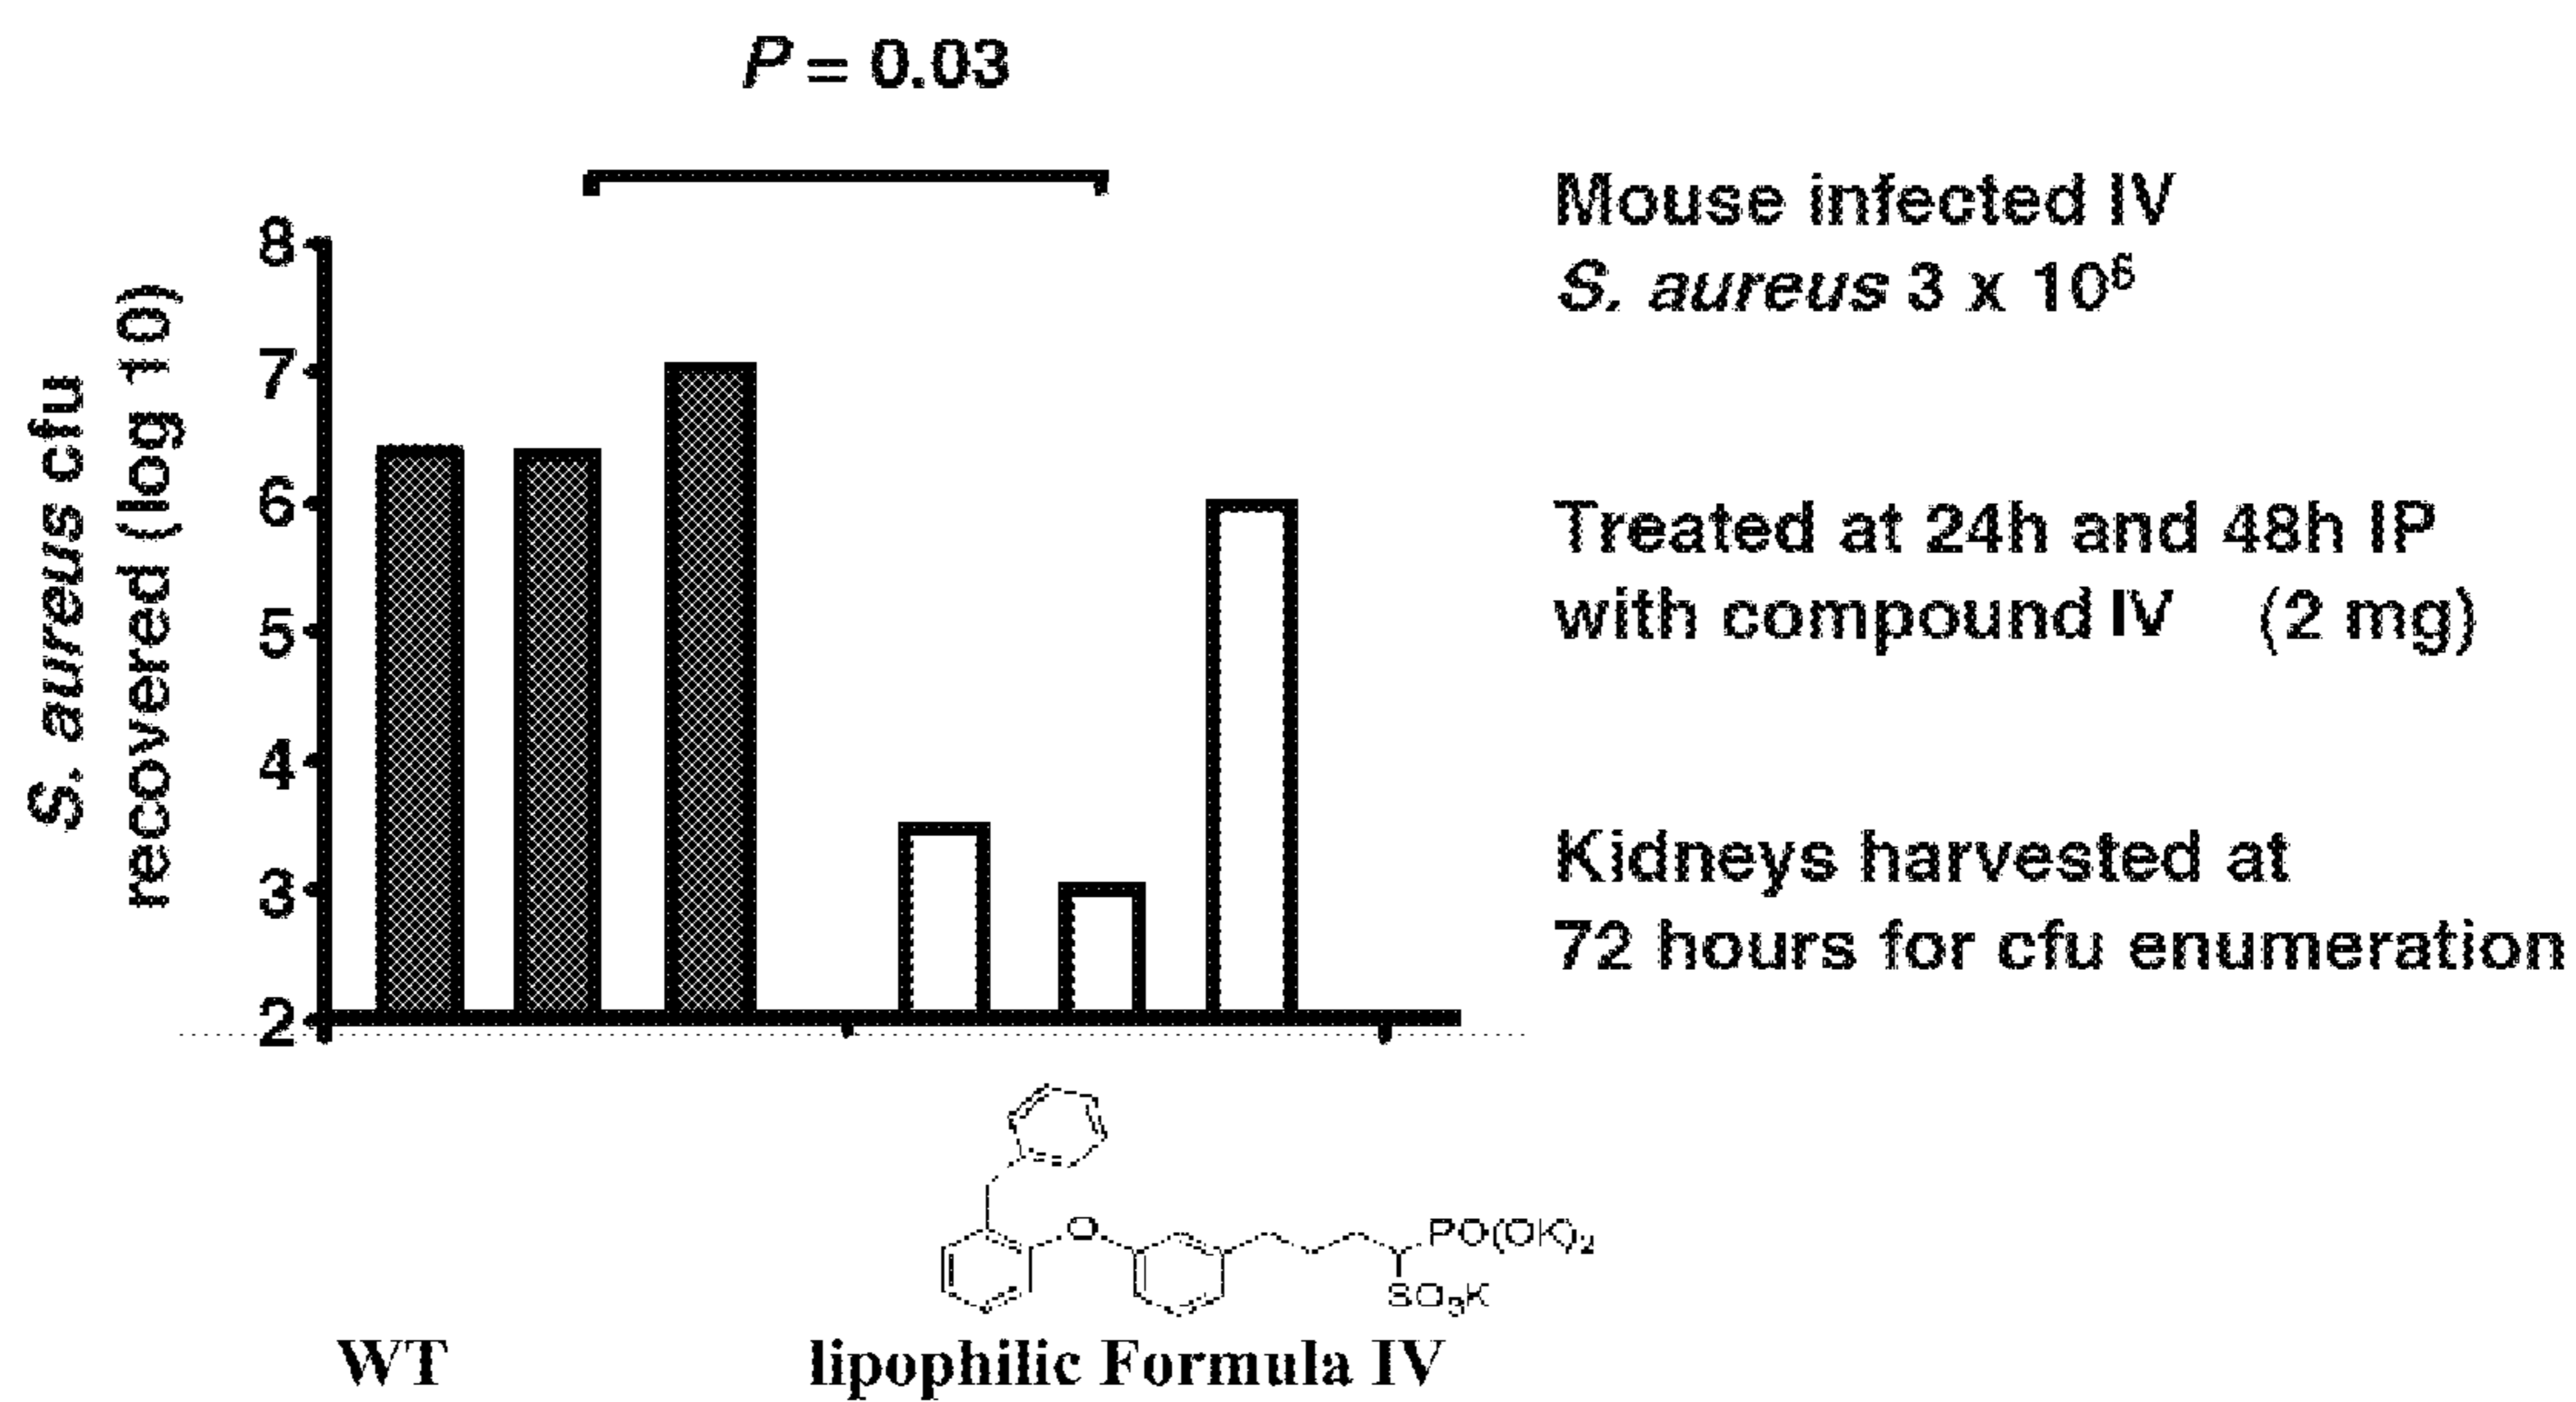 P = 0.03
8
7
6
5
4
3
2
S. aureus cfu
recovered (log 10)
Mouse infected IV
S. aureus 3 x 10⁶
Treated at 24h and 48h IP
with compound IV (2 mg)
Kidneys harvested at
72 hours for cfu enumeration
O
PO(OK)₂
SO₃K
WT
lipophilic Formula IV